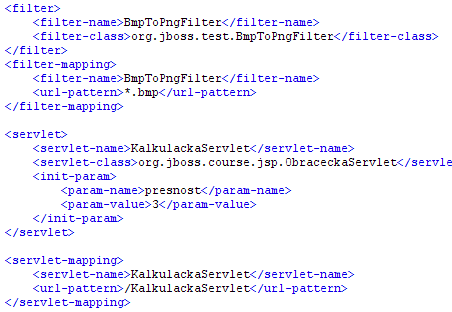 <filter>
    <filter-name>BmpToPngFilter</filter-name>
    <filter-class>org.jboss.test.BmpToPngFilter</filter-class>
</filter>
<filter-mapping>
    <filter-name>BmpToPngFilter</filter-name>
    <url-pattern>*.bmp</url-pattern>
</filter-mapping>
<servlet>
    <servlet-name>KalkulackaServlet</servlet-name>
    <servlet-class>org.jboss.course.jsp.ObraceckaServlet</servle
    <init-param>
        <param-name>presnost</param-name>
        <param-value>3</param-value>
    </init-param>
</servlet>
<servlet-mapping>
    <servlet-name>KalkulackaServlet</servlet-name>
    <url-pattern>/KalkulackaServlet</url-pattern>
</servlet-mapping>